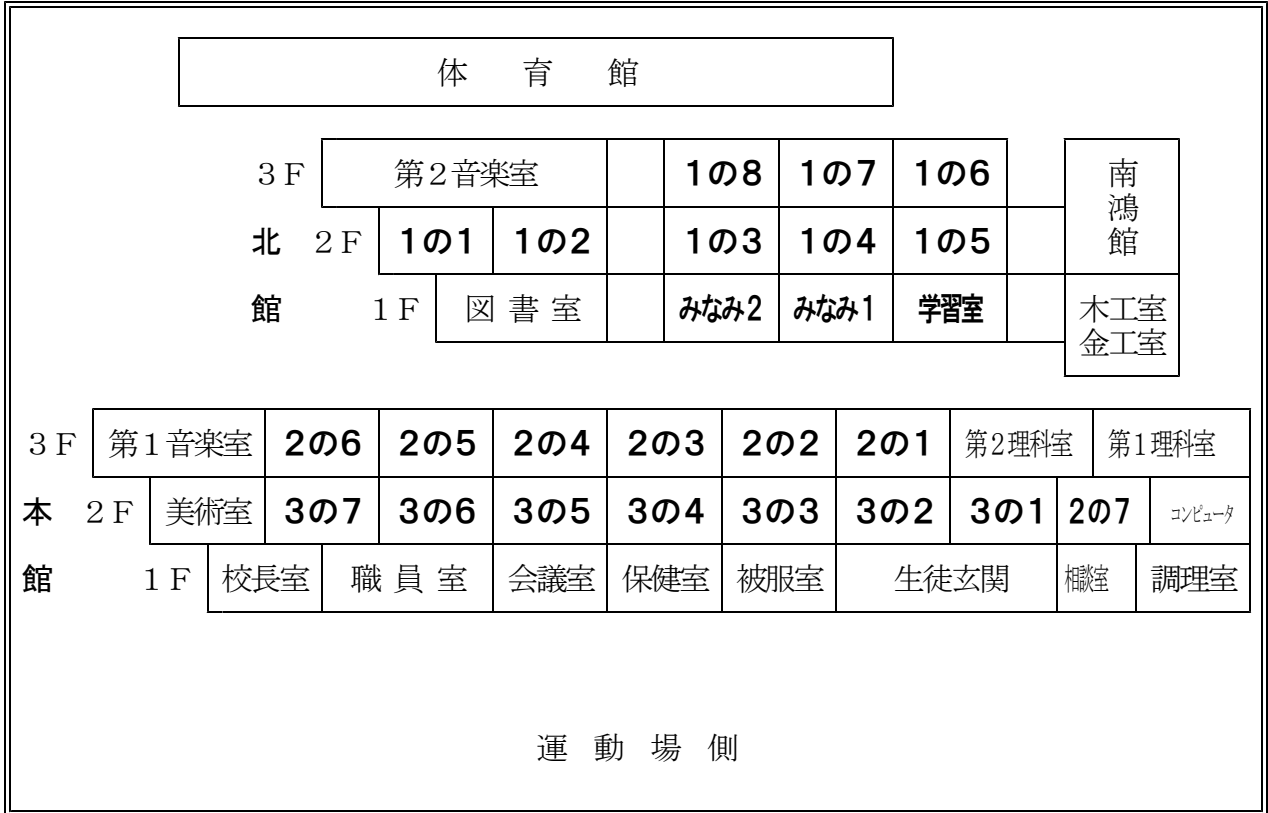 体 育 館
3F 第2音楽室 1の8 1の7 1の6
南鴻館
北 2F 1の1 1の2 1の3 1の4 1の5
館 1F 図書室 みなみ2 みなみ1 学習室
木工室
金工室
3F 第1音楽室 2の6 2の5 2の4 2の3 2の2 2の1 第2理科室 第1理科室
本 2F 美術室 3の7 3の6 3の5 3の4 3の3 3の2 3の1 2の7 コンピュータ
館 1F 校長室 職員室 会議室 保健室 被服室 生徒玄関 相談室 調理室
運 動 場 側